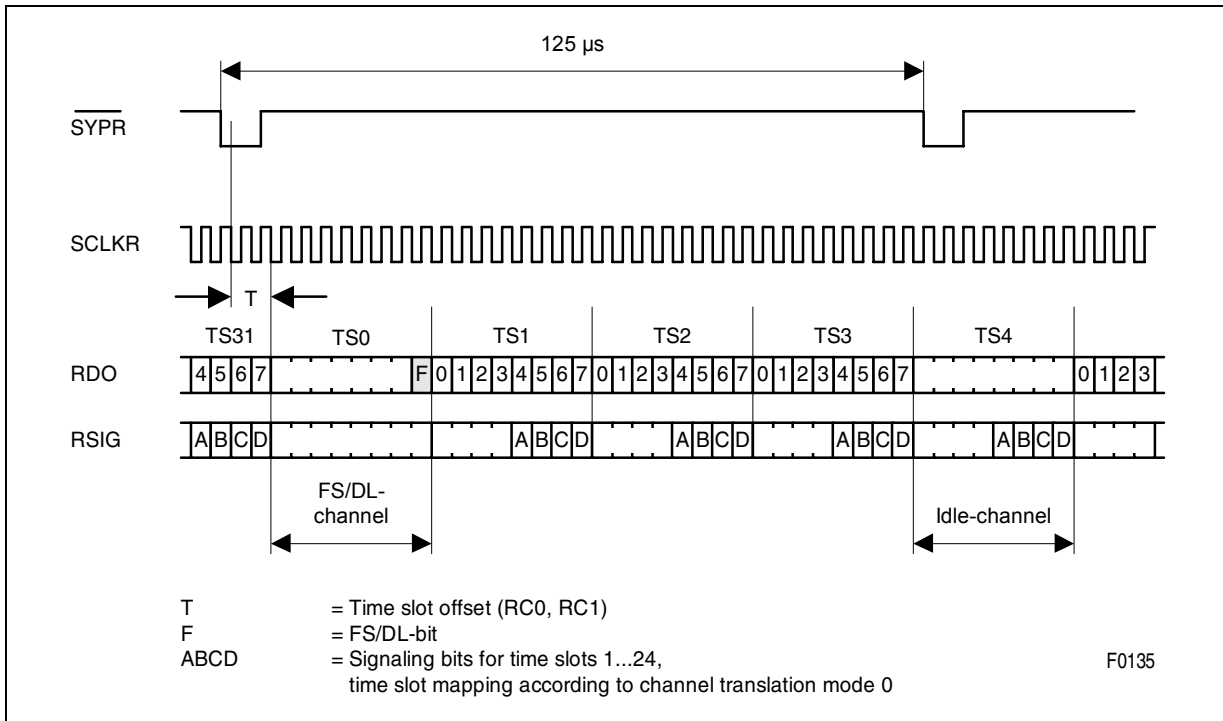 125 µs
SYPR
SCLKR
T
TS31 TS0 TS1 TS2 TS3 TS4
RDO 4 5 6 7 F 0 1 2 3 4 5 6 7 0 1 2 3 4 5 6 7 0 1 2 3 4 5 6 7 0 1 2 3
RSIG A B C D A B C D A B C D A B C D A B C D
FS/DL-
channel
Idle-channel
T = Time slot offset (RC0, RC1)
F = FS/DL-bit
ABCD = Signaling bits for time slots 1...24,
time slot mapping according to channel translation mode 0
F0135